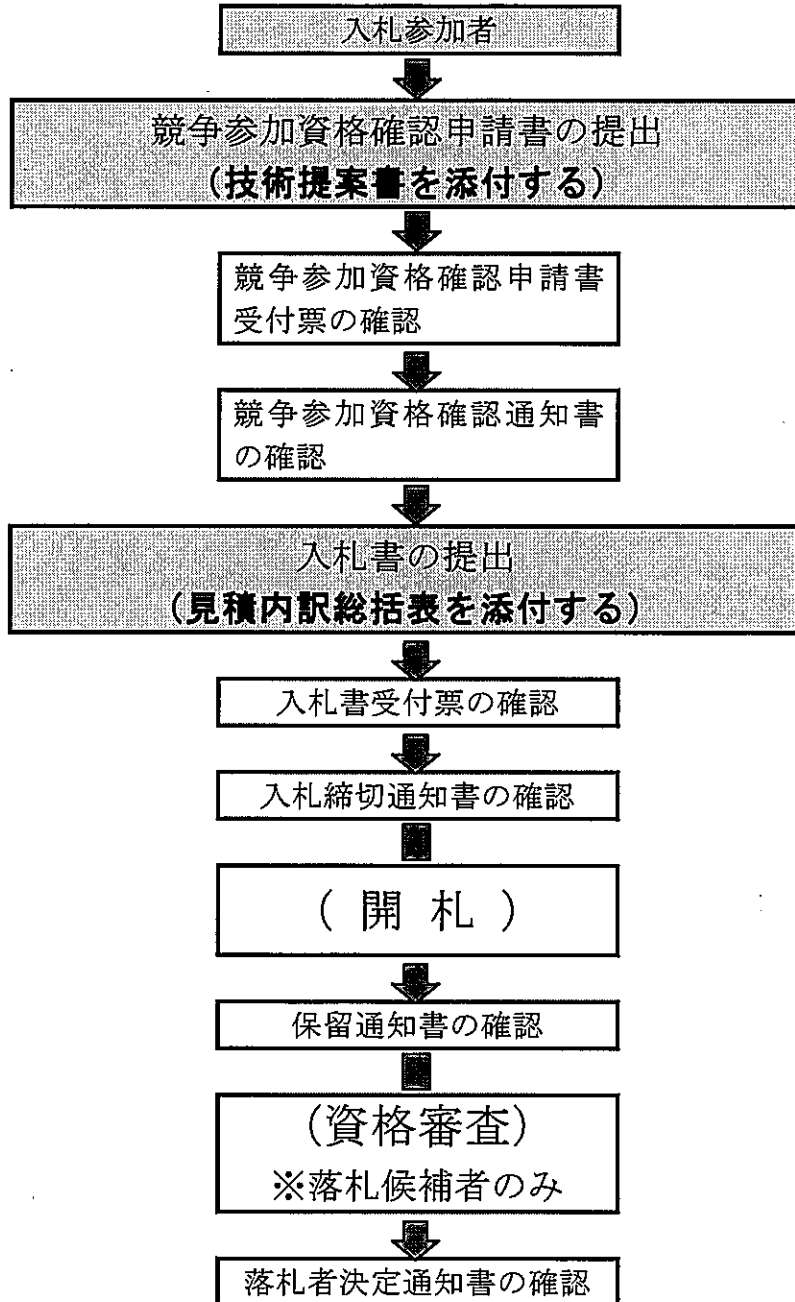 入札参加者
競争参加資格確認申請書の提出
(技術提案書を添付する)
競争参加資格確認申請書
受付票の確認
競争参加資格確認通知書
の確認
入札書の提出
(見積内訳総括表を添付する)
入札書受付票の確認
入札締切通知書の確認
(開札)
保留通知書の確認
(資格審査)
※落札候補者のみ
落札者決定通知書の確認